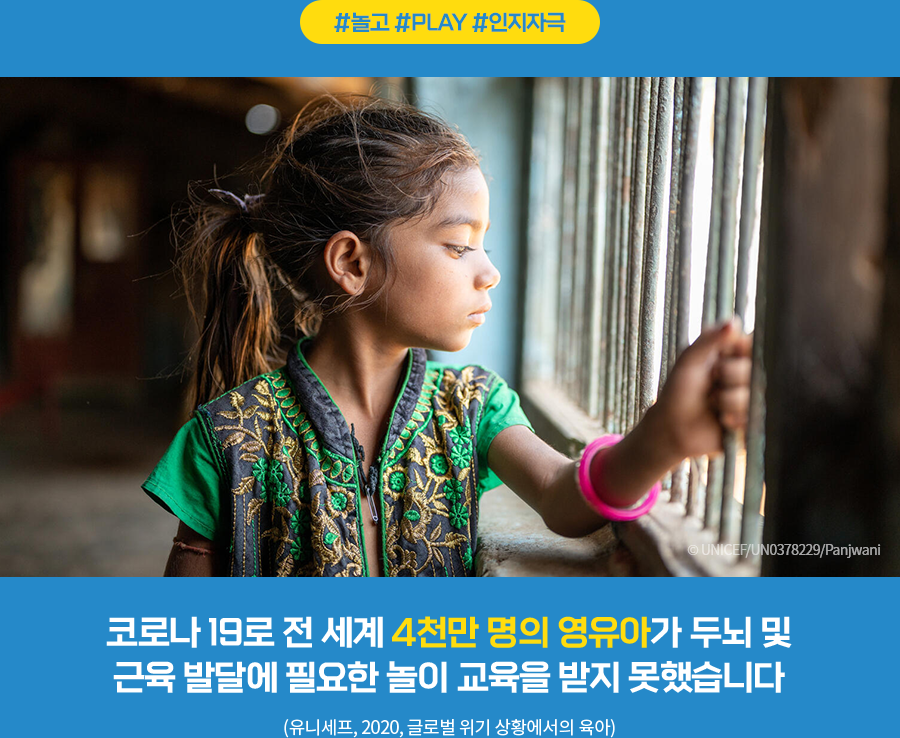 #놀고 #PLAY #인지자극
© UNICEF/UN0378229/Panjwani
코로나 19로 전 세계 4천만 명의 영유아가 두뇌 및
근육 발달에 필요한 놀이 교육을 받지 못했습니다
(유니세프, 2020, 글로벌 위기 상황에서의 육아)